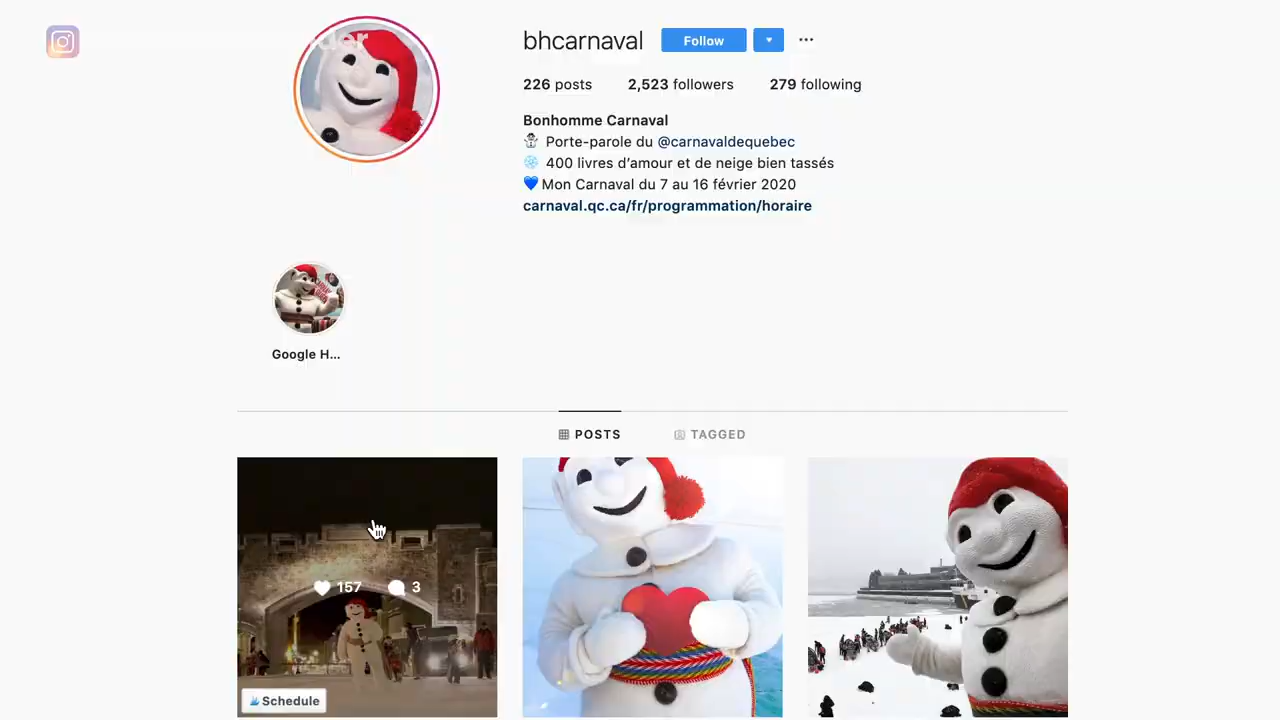 bhcarnaval Follow
226 posts 2,523 followers 279 following
Bonhomme Carnaval
Porte-parole du @carnavaldequebec
400 livres d’amour et de neige bien tassés
Mon Carnaval du 7 au 16 février 2020
carnaval.qc.ca/fr/programmation/horaire
Google H...
POSTS TAGGED
157 3
Schedule